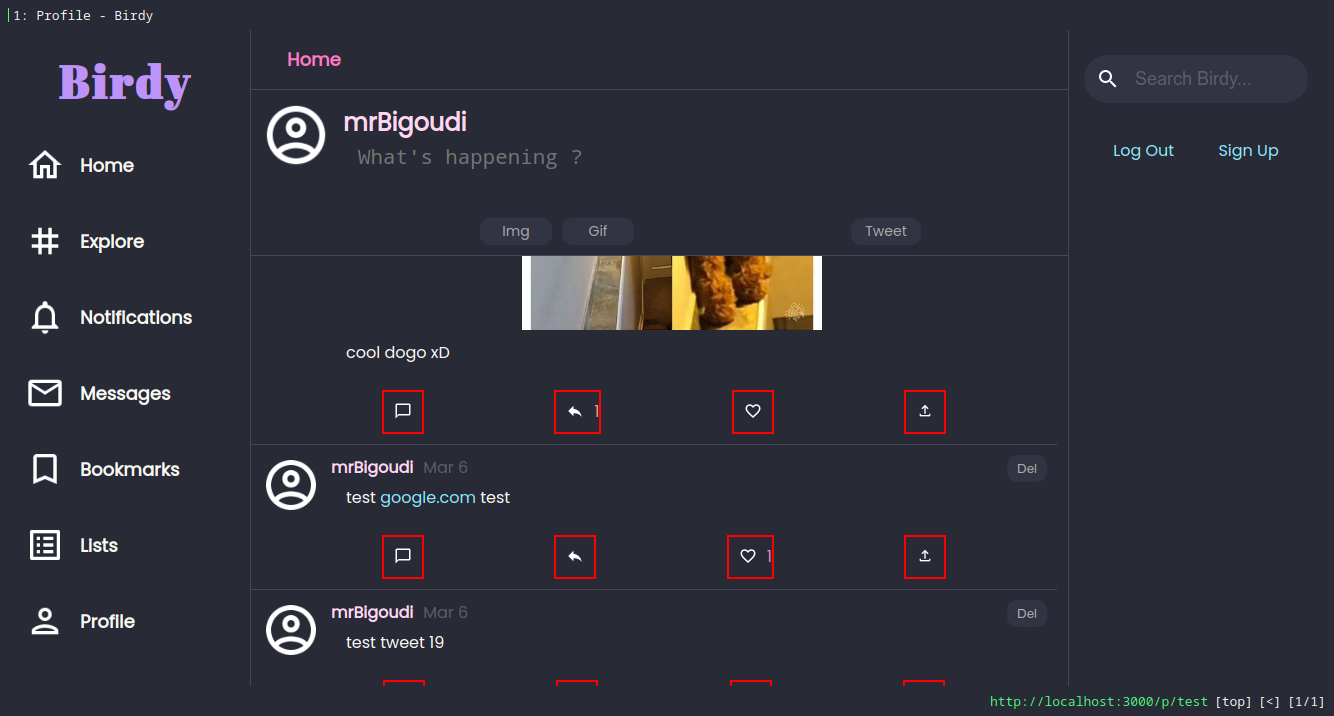 1: Profile - Birdy
Birdy
Home
Explore
Notifications
Messages
Bookmarks
Lists
Profile
Home
mrBigoudi
What's happening ?
Img Gif Tweet
cool dogo xD
1
mrBigoudi Mar 6 Del
test google.com test
1
mrBigoudi Mar 6 Del
test tweet 19
Search Birdy...
Log Out Sign Up
http://localhost:3000/p/test [top] [<] [1/1]